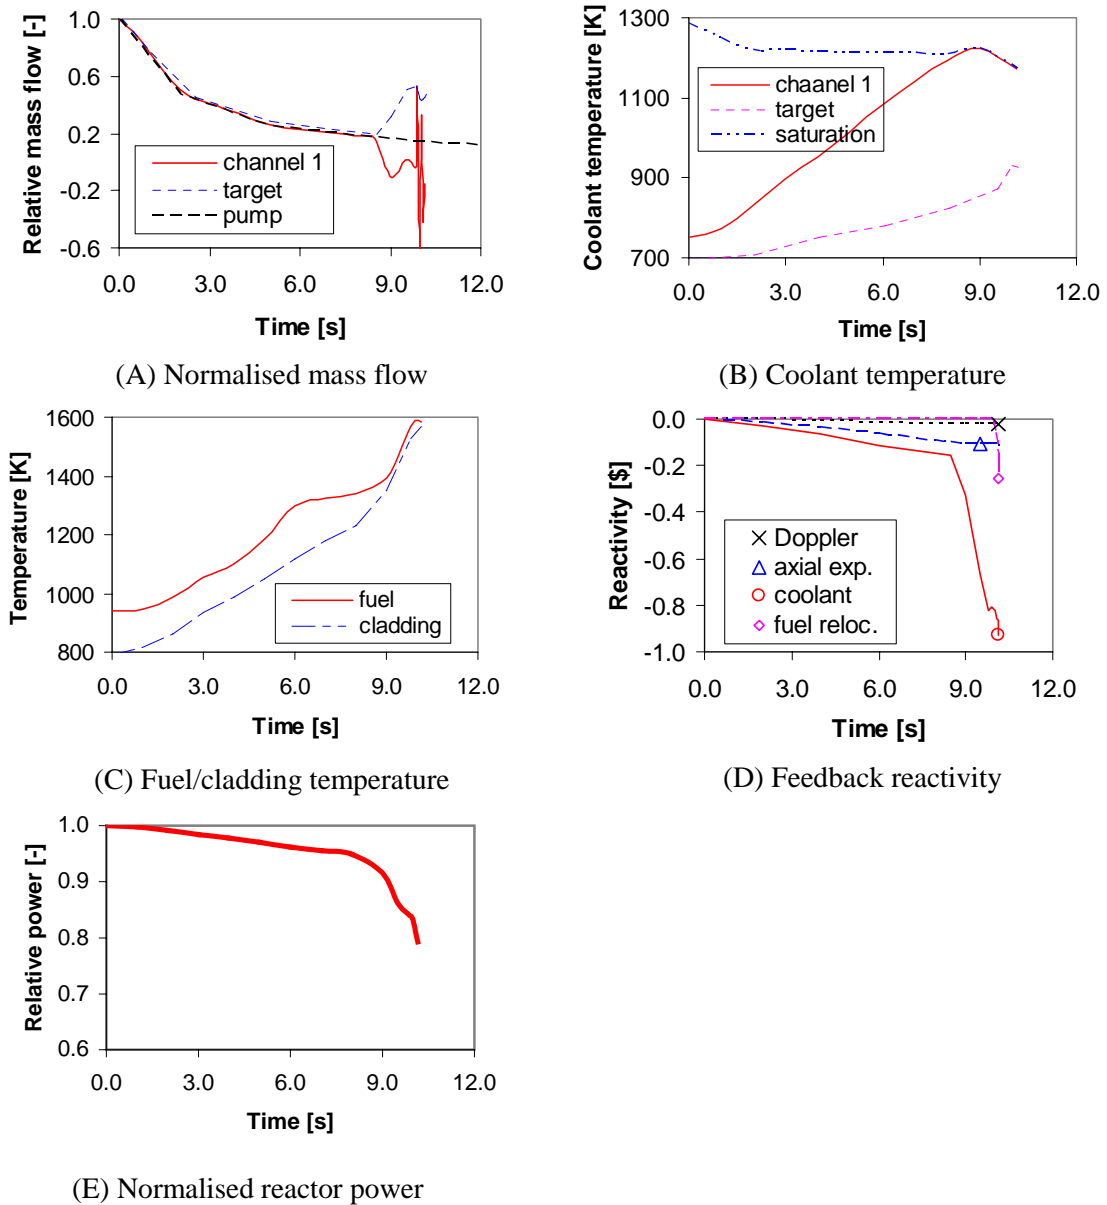 Relative mass flow [-]
1.0
0.6
0.2
-0.2
-0.6
channel 1
target
pump
0.0 3.0 6.0 9.0 12.0
Time [s]
(A) Normalised mass flow
Coolant temperature [K]
1300
1100
900
700
chaanel 1
target
saturation
0.0 3.0 6.0 9.0 12.0
Time [s]
(B) Coolant temperature
Temperature [K]
1600
1400
1200
1000
800
fuel
cladding
0.0 3.0 6.0 9.0 12.0
Time [s]
(C) Fuel/cladding temperature
Reactivity [$]
0.0
-0.2
-0.4
-0.6
-0.8
-1.0
Doppler
axial exp.
coolant
fuel reloc.
0.0 3.0 6.0 9.0 12.0
Time [s]
(D) Feedback reactivity
Relative power [-]
1.0
0.9
0.8
0.7
0.6
0.0 3.0 6.0 9.0 12.0
Time [s]
(E) Normalised reactor power